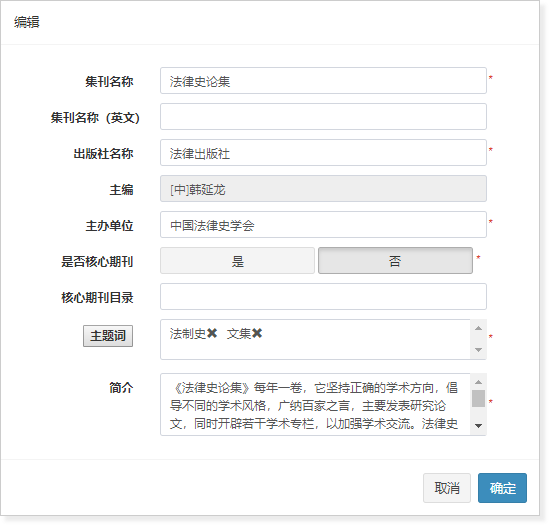 编辑
集刊名称 法律史论集 *
集刊名称（英文）
出版社名称 法律出版社 *
主编 [中]韩延龙
主办单位 中国法律史学会 *
是否核心期刊 是 否 *
核心期刊目录
主题词 法制史✖ 文集✖ *
简介 《法律史论集》每年一卷，它坚持正确的学术方向，倡
导不同的学术风格，广纳百家之言，主要发表研究论 *
文，同时开辟若干学术专栏，以加强学术交流。法律史
取消 确定